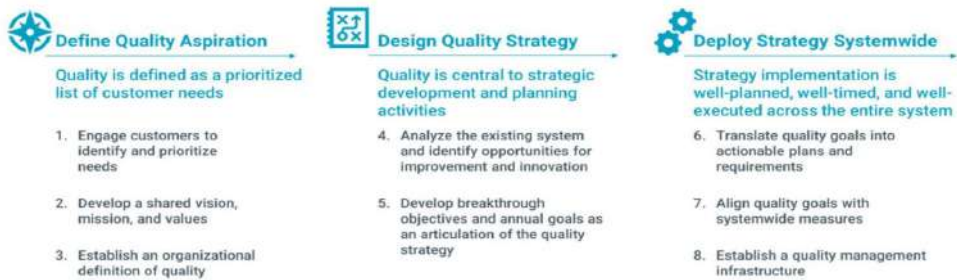 Define Quality Aspiration
Quality is defined as a prioritized
list of customer needs
1. Engage customers to
identify and prioritize
needs
2. Develop a shared vision,
mission, and values
3. Establish an organizational
definition of quality
Design Quality Strategy
Quality is central to strategic
development and planning
activities
4. Analyze the existing system
and identify opportunities for
improvement and innovation
5. Develop breakthrough
objectives and annual goals as
an articulation of the quality
strategy
Deploy Strategy Systemwide
Strategy implementation is
well-planned, well-timed, and well-
executed across the entire system
6. Translate quality goals into
actionable plans and
requirements
7. Align quality goals with
systemwide measures
8. Establish a quality management
infrastructure